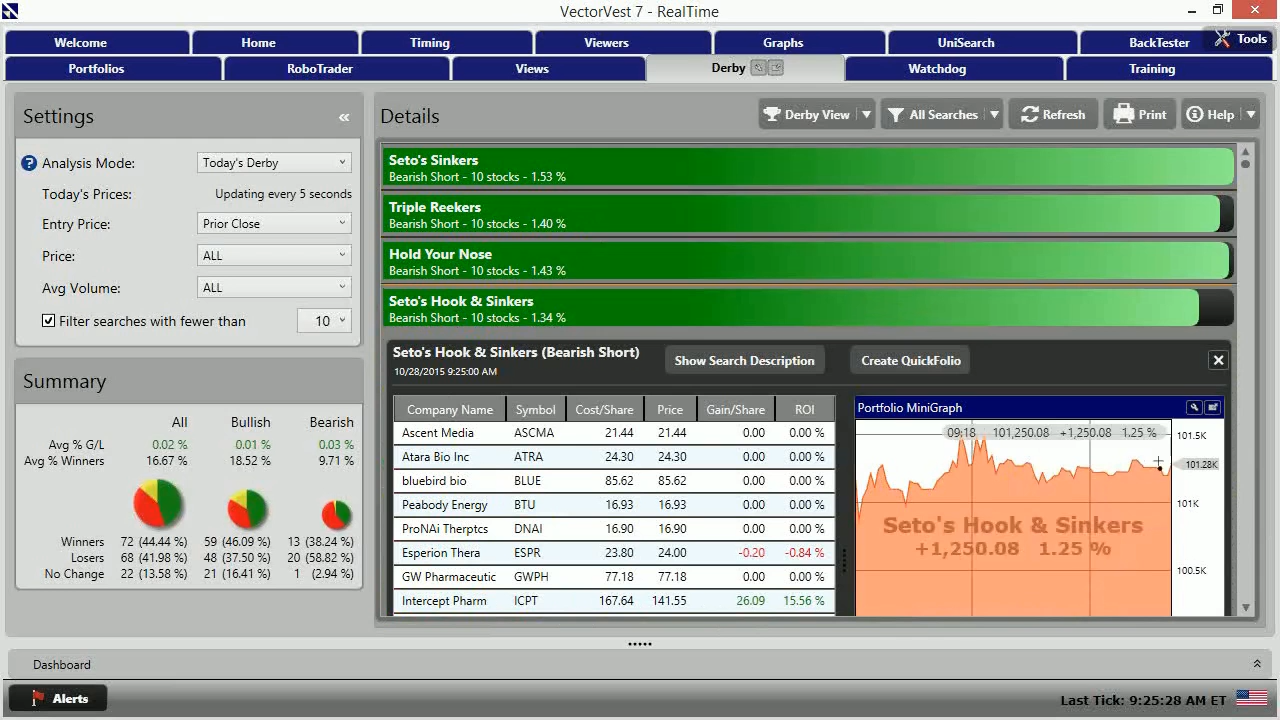 VectorVest 7 - RealTime
Welcome Home Timing Viewers Graphs UniSearch BackTester Tools
Portfolios RoboTrader Views Derby Watchdog Training
Settings «
? Analysis Mode: Today's Derby
Today's Prices: Updating every 5 seconds
Entry Price: Prior Close
Price: ALL
Avg Volume: ALL
Filter searches with fewer than 10
Summary
All Bullish Bearish
Avg % G/L 0.02 % 0.01 % 0.03 %
Avg % Winners 16.67 % 18.52 % 9.71 %
Winners 72 (44.44 %) 59 (46.09 %) 13 (38.24 %)
Losers 68 (41.98 %) 48 (37.50 %) 20 (58.82 %)
No Change 22 (13.58 %) 21 (16.41 %) 1 (2.94 %)
Details Derby View All Searches Refresh Print Help
Seto's Sinkers
Bearish Short - 10 stocks - 1.53 %
Triple Reekers
Bearish Short - 10 stocks - 1.40 %
Hold Your Nose
Bearish Short - 10 stocks - 1.43 %
Seto's Hook & Sinkers
Bearish Short - 10 stocks - 1.34 %
Seto's Hook & Sinkers (Bearish Short) Show Search Description Create QuickFolio
10/28/2015 9:25:00 AM
Company Name Symbol Cost/Share Price Gain/Share ROI
Ascent Media ASCMA 21.44 21.44 0.00 0.00 %
Atara Bio Inc ATRA 24.30 24.30 0.00 0.00 %
bluebird bio BLUE 85.62 85.62 0.00 0.00 %
Peabody Energy BTU 16.93 16.93 0.00 0.00 %
ProNAi Therptcs DNAI 16.90 16.90 0.00 0.00 %
Esperion Thera ESPR 23.80 24.00 -0.20 -0.84 %
GW Pharmaceutic GWPH 77.18 77.18 0.00 0.00 %
Intercept Pharm ICPT 167.64 141.55 26.09 15.56 %
Portfolio MiniGraph
09:18 101,250.08 +1,250.08 1.25 %
101.5K
101.28K
101K
Seto's Hook & Sinkers
+1,250.08 1.25 %
100.5K
Dashboard
Alerts
Last Tick: 9:25:28 AM ET